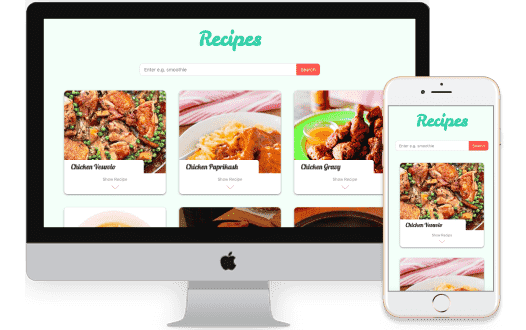 Recipes
Enter e.g. smoothie
Search
Chicken Vesuvio
Show Recipe
Chicken Paprikash
Show Recipe
Chicken Gravy
Show Recipe
Recipes
Enter e.g. smoothie
Search
Chicken Vesuvio
Show Recipe